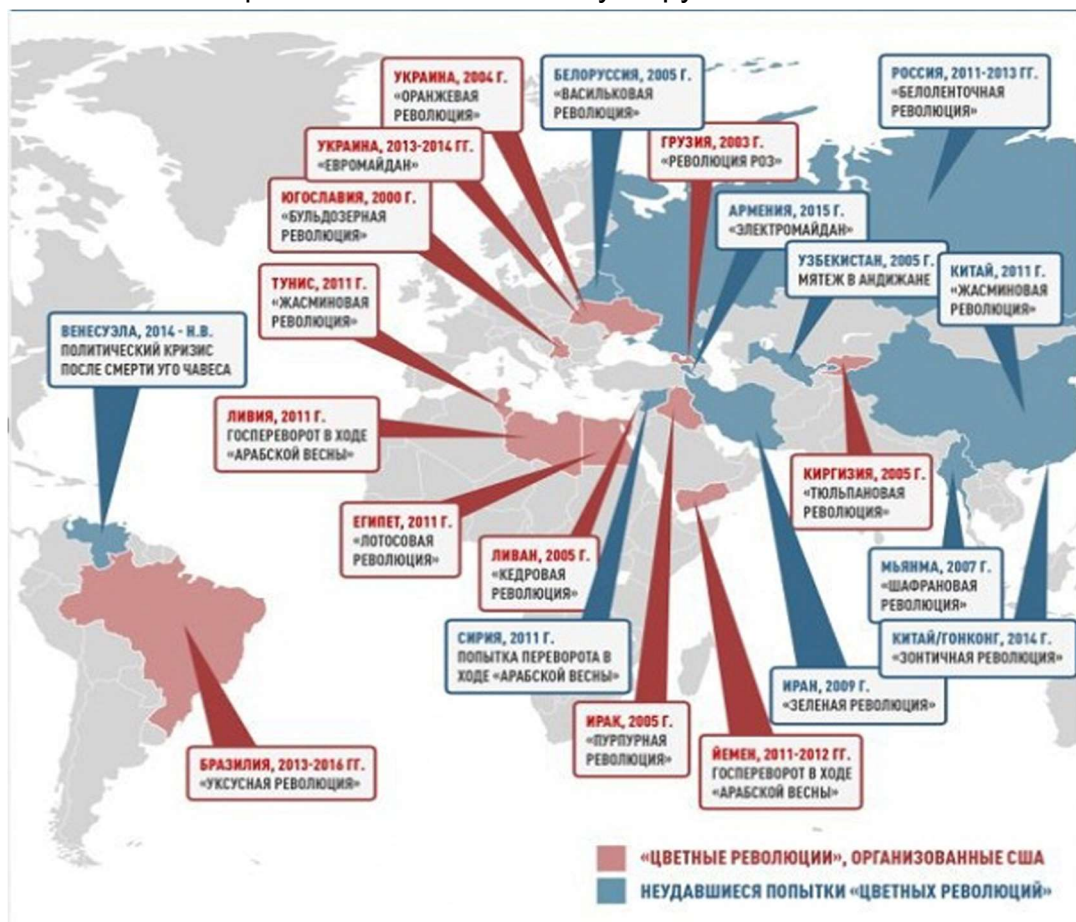 УКРАИНА, 2004 Г.
«ОРАНЖЕВАЯ
РЕВОЛЮЦИЯ»
БЕЛОРУССИЯ, 2005 Г.
«ВАСИЛЬКОВАЯ
РЕВОЛЮЦИЯ»
РОССИЯ, 2011-2013 ГГ.
«БЕЛОЛЕНТОЧНАЯ
РЕВОЛЮЦИЯ»
УКРАИНА, 2013-2014 ГГ.
«ЕВРОМАЙДАН»
ГРУЗИЯ, 2003 Г.
«РЕВОЛЮЦИЯ РОЗ»
ЮГОСЛАВИЯ, 2000 Г.
«БУЛЬДОЗЕРНАЯ
РЕВОЛЮЦИЯ»
АРМЕНИЯ, 2015 Г.
«ЭЛЕКТРОМАЙДАН»
УЗБЕКИСТАН, 2005 Г.
МЯТЕЖ В АНДИЖАНЕ
КИТАЙ, 2011 Г.
«ЖАСМИНОВАЯ
РЕВОЛЮЦИЯ»
ТУНИС, 2011 Г.
«ЖАСМИНОВАЯ
РЕВОЛЮЦИЯ»
ВЕНЕСУЭЛА, 2014 - Н.В.
ПОЛИТИЧЕСКИЙ КРИЗИС
ПОСЛЕ СМЕРТИ УГО ЧАВЕСА
ЛИВИЯ, 2011 Г.
ГОСПЕРЕВОРОТ В ХОДЕ
«АРАБСКОЙ ВЕСНЫ»
КИРГИЗИЯ, 2005 Г.
«ТЮЛЬПАНОВАЯ
РЕВОЛЮЦИЯ»
ЕГИПЕТ, 2011 Г.
«ЛОТОСОВАЯ
РЕВОЛЮЦИЯ»
ЛИВАН, 2005 Г.
«КЕДРОВАЯ
РЕВОЛЮЦИЯ»
МЬЯНМА, 2007 Г.
«ШАФРАНОВАЯ
РЕВОЛЮЦИЯ»
СИРИЯ, 2011 Г.
ПОПЫТКА ПЕРЕВОРОТА В
ХОДЕ «АРАБСКОЙ ВЕСНЫ»
КИТАЙ/ГОНКОНГ, 2014 Г.
«ЗОНТИЧНАЯ РЕВОЛЮЦИЯ»
ИРАН, 2009 Г.
«ЗЕЛЕНАЯ РЕВОЛЮЦИЯ»
ИРАК, 2005 Г.
«ПУРПУРНАЯ
РЕВОЛЮЦИЯ»
ЙЕМЕН, 2011-2012 ГГ.
ГОСПЕРЕВОРОТ В ХОДЕ
«АРАБСКОЙ ВЕСНЫ»
БРАЗИЛИЯ, 2013-2016 ГГ.
«УКСУСНАЯ РЕВОЛЮЦИЯ»
«ЦВЕТНЫЕ РЕВОЛЮЦИИ», ОРГАНИЗОВАННЫЕ США
НЕУДАВШИЕСЯ ПОПЫТКИ «ЦВЕТНЫХ РЕВОЛЮЦИЙ»